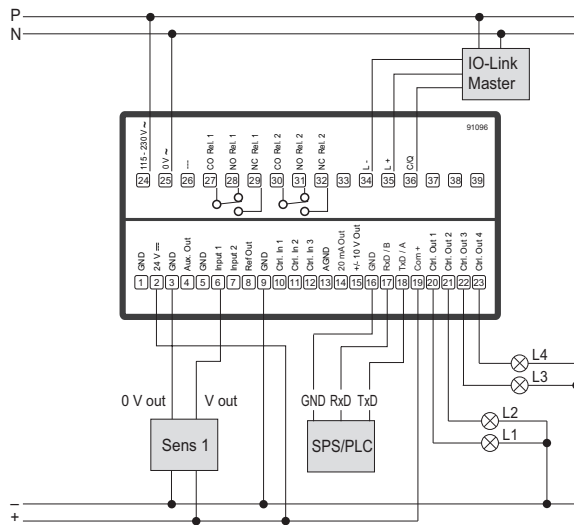 P
N
IO-Link
Master
91096
115 - 230 V ~
0 V ~
---
CO Rel. 1
NO Rel. 1
NC Rel. 1
CO Rel. 2
NO Rel. 2
NC Rel. 2
L -
L +
C/Q
24 25 26 27 28 29 30 31 32 33 34 35 36 37 38 39
GND
24 V ⎓
GND
Aux. Out
GND
Input 1
Input 2
Ref Out
GND
Ctrl. In 1
Ctrl. In 2
Ctrl. In 3
AGND
20 mA Out
+/- 10 V Out
GND
RxD / B
TxD / A
Com +
Ctrl. Out 1
Ctrl. Out 2
Ctrl. Out 3
Ctrl. Out 4
1 2 3 4 5 6 7 8 9 10 11 12 13 14 15 16 17 18 19 20 21 22 23
L4
L3
0 V out V out GND RxD TxD
L2
Sens 1 SPS/PLC L1
–
+